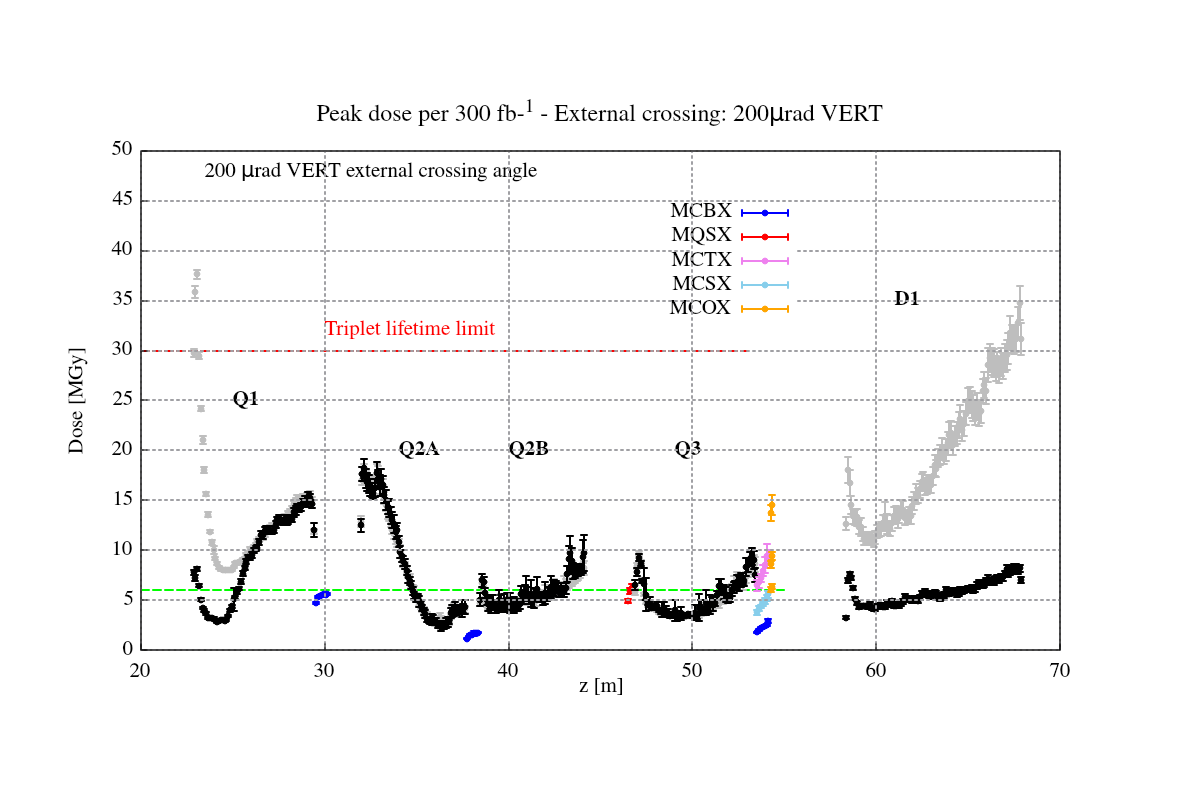 Peak dose per 300 fb-1 - External crossing: 200μrad VERT
50
200 μrad VERT external crossing angle
45
MCBX
MQSX
40
MCTX
MCSX
35
D1
MCOX
Triplet lifetime limit
30
Dose [MGy]
25
Q1
20
Q2A
Q2B
Q3
15
10
5
0
20
30
40
50
60
70
z [m]